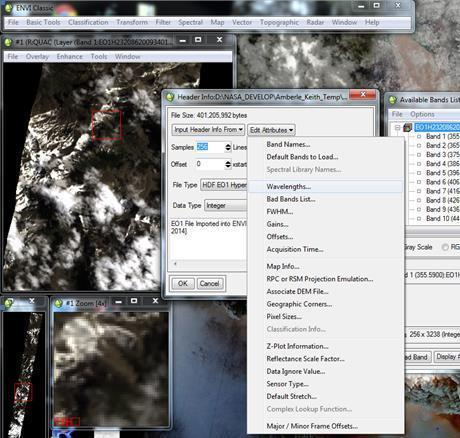 ENVI Classic
File Basic Tools Classification Transform Filter Spectral Map Vector Topographic Radar Window Help
#1 (R:QUAC (Layer (Band 1:EO1H23208620093401
File Overlay Enhance Tools Window
Header Info:D:\NASA_DEVELOP\Amberle_Keith_Temp\...
File Size: 401,205,992 bytes
Input Header Info From
Edit Attributes
Samples 256 Lines
Offset 0 xstart
File Type HDF EO1 Hyper
Data Type Integer
EO1 File Imported into ENVI
2014]
OK Cancel
Band Names...
Default Bands to Load...
Spectral Library Names...
Wavelengths...
Bad Bands List...
FWHM...
Gains...
Offsets...
Acquisition Time...
Map Info...
RPC or RSM Projection Emulation...
Associate DEM File...
Geographic Corners...
Pixel Sizes...
Classification Info...
Z-Plot Information...
Reflectance Scale Factor...
Data Ignore Value...
Sensor Type...
Default Stretch...
Complex Lookup Function...
Major / Minor Frame Offsets...
Available Bands List
File Options
EO1H2320862
Band 1 (355
Band 2 (365
Band 3 (375
Band 4 (385
Band 5 (396
Band 6 (406
Band 7 (416
Band 8 (426
Band 9 (436
Band 10 (44
Gray Scale RG
d 1 (355.5900):EO1H2
256 x 3238 (Intege
ad Band Display #
#1 Zoom [4x]